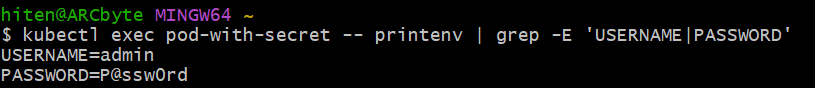 hiten@ARCbyte MINGW64 ~
$ kubectl exec pod-with-secret -- printenv | grep -E 'USERNAME|PASSWORD'
USERNAME=admin
PASSWORD=P@ssw0rd